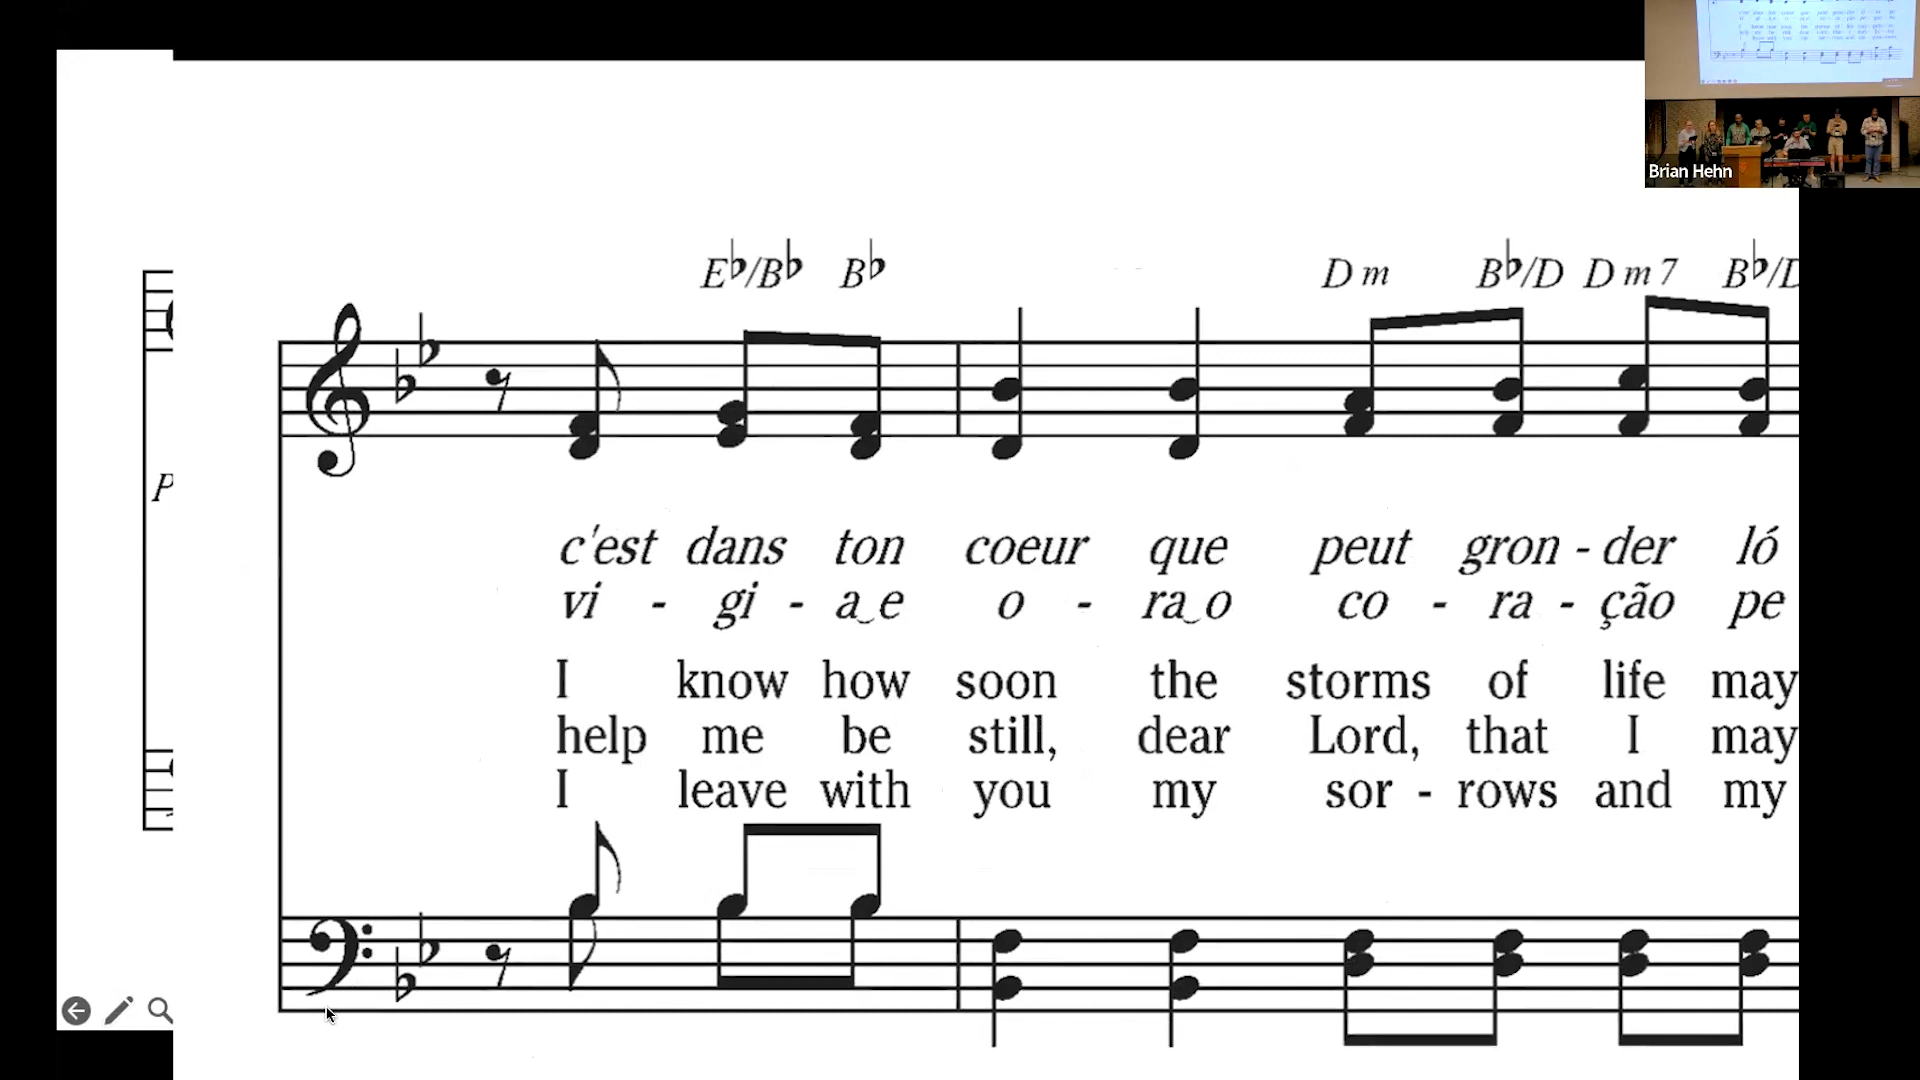 Brian Hehn
E♭/B♭ B♭ D m B♭/D D m 7 B♭/D
P
c'est dans ton coeur que peut gron - der ló
vi - gi - a‿e o - ra‿o co - ra - ção pe
I know how soon the storms of life may
help me be still, dear Lord, that I may
I leave with you my sor - rows and my